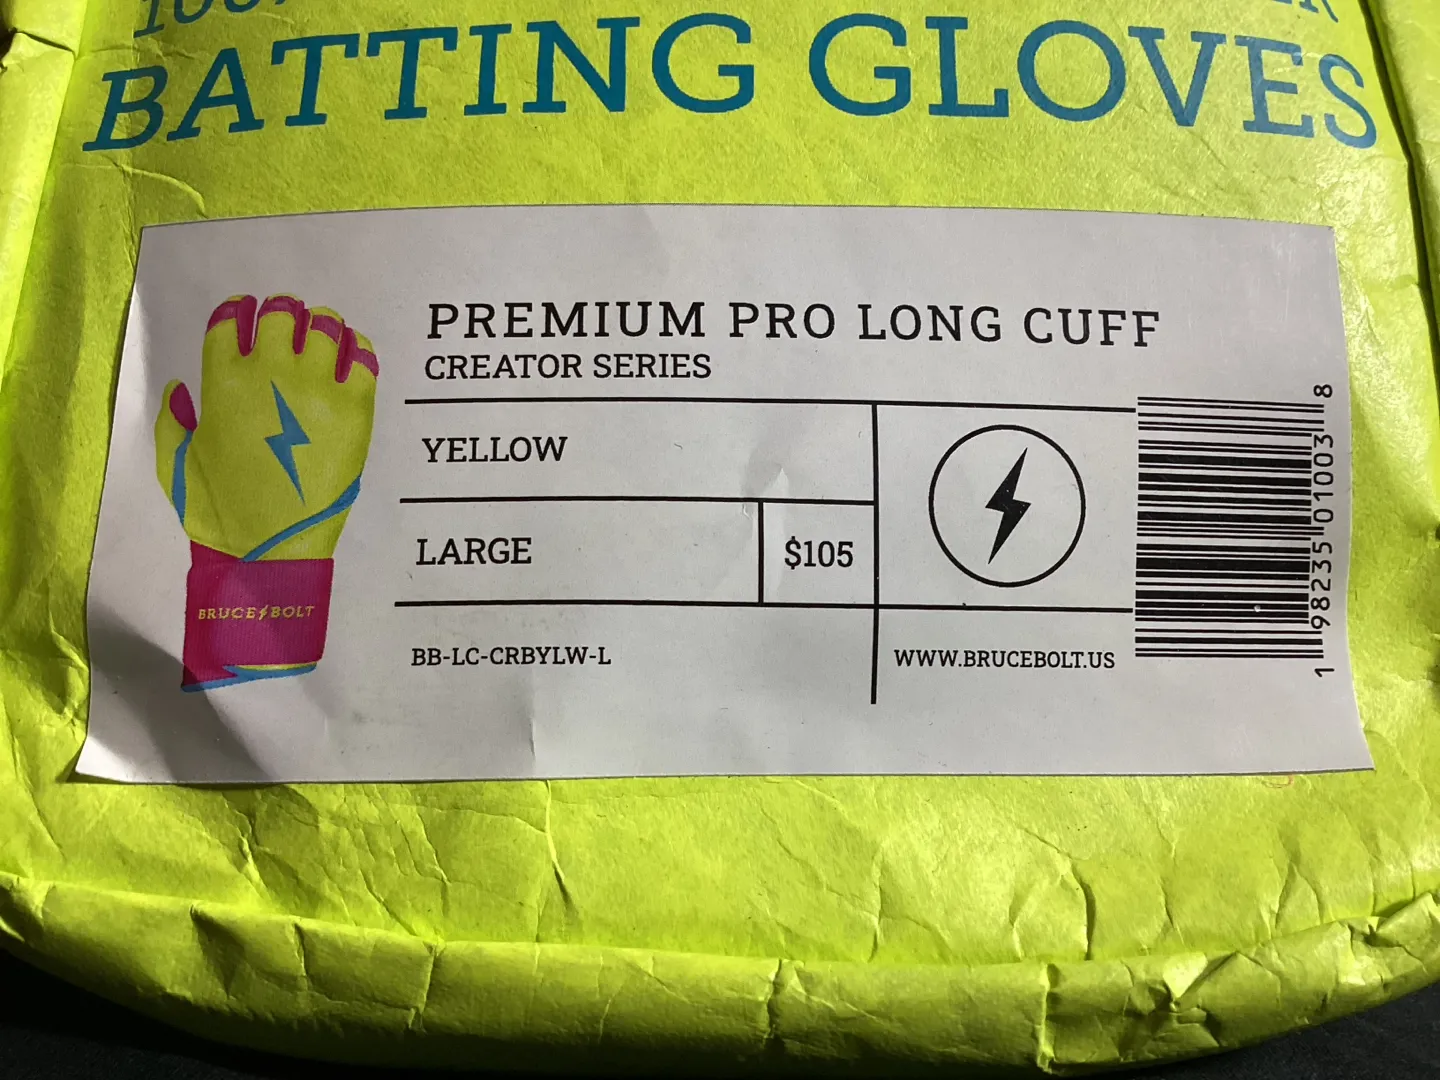 BATTING GLOVES
PREMIUM PRO LONG CUFF
CREATOR SERIES
YELLOW
LARGE
$105
BRUCE BOLT
BB-LC-CRBYLW-L
WWW.BRUCEBOLT.US
1 98235 01003 8